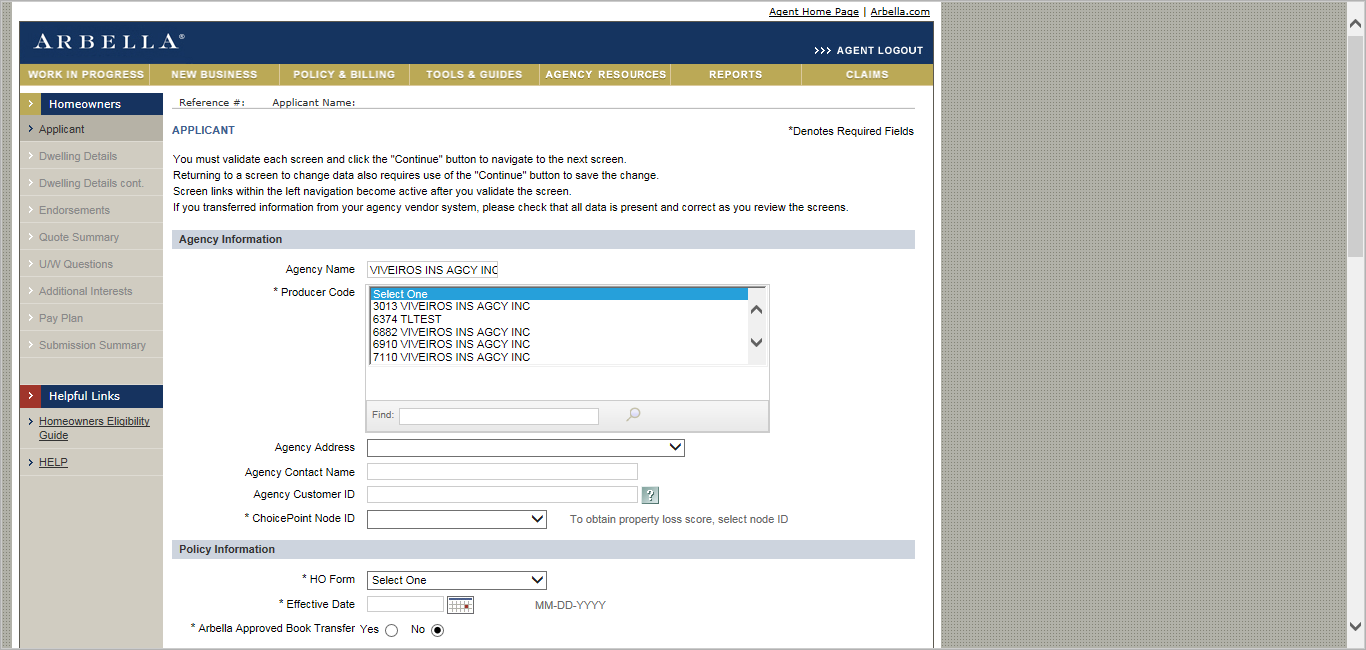 Agent Home Page | Arbella.com
ARBELLA®
>>> AGENT LOGOUT
WORK IN PROGRESS NEW BUSINESS POLICY & BILLING TOOLS & GUIDES AGENCY RESOURCES REPORTS CLAIMS
Homeowners
Applicant
Dwelling Details
Dwelling Details cont.
Endorsements
Quote Summary
U/W Questions
Additional Interests
Pay Plan
Submission Summary
Helpful Links
Homeowners Eligibility
Guide
HELP
Reference #: Applicant Name:
APPLICANT
*Denotes Required Fields
You must validate each screen and click the "Continue" button to navigate to the next screen.
Returning to a screen to change data also requires use of the "Continue" button to save the change.
Screen links within the left navigation become active after you validate the screen.
If you transferred information from your agency vendor system, please check that all data is present and correct as you review the screens.
Agency Information
Agency Name VIVEIROS INS AGCY INC
* Producer Code
Select One
3013 VIVEIROS INS AGCY INC
6374 TLTEST
6882 VIVEIROS INS AGCY INC
6910 VIVEIROS INS AGCY INC
7110 VIVEIROS INS AGCY INC
Find:
Agency Address
Agency Contact Name
Agency Customer ID ?
* ChoicePoint Node ID To obtain property loss score, select node ID
Policy Information
* HO Form Select One
* Effective Date MM-DD-YYYY
* Arbella Approved Book Transfer Yes No